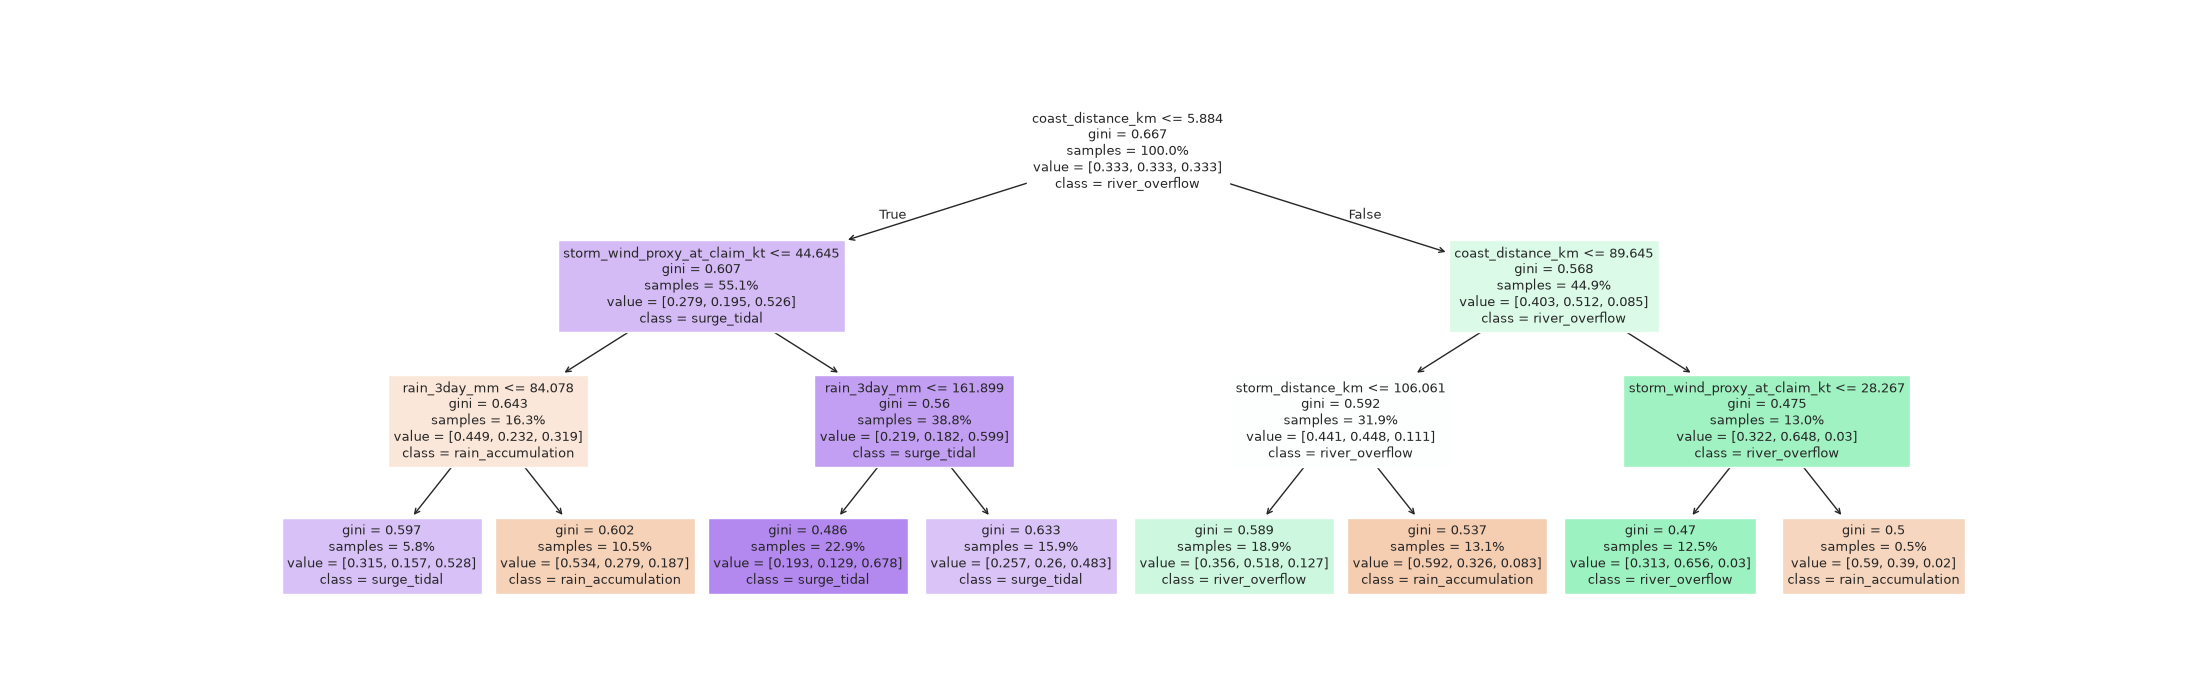 coast_distance_km <= 5.884
gini = 0.667
samples = 100.0%
value = [0.333, 0.333, 0.333]
class = river_overflow
True
False
storm_wind_proxy_at_claim_kt <= 44.645
gini = 0.607
samples = 55.1%
value = [0.279, 0.195, 0.526]
class = surge_tidal
coast_distance_km <= 89.645
gini = 0.568
samples = 44.9%
value = [0.403, 0.512, 0.085]
class = river_overflow
rain_3day_mm <= 84.078
gini = 0.643
samples = 16.3%
value = [0.449, 0.232, 0.319]
class = rain_accumulation
rain_3day_mm <= 161.899
gini = 0.56
samples = 38.8%
value = [0.219, 0.182, 0.599]
class = surge_tidal
storm_distance_km <= 106.061
gini = 0.592
samples = 31.9%
value = [0.441, 0.448, 0.111]
class = river_overflow
storm_wind_proxy_at_claim_kt <= 28.267
gini = 0.475
samples = 13.0%
value = [0.322, 0.648, 0.03]
class = river_overflow
gini = 0.597
samples = 5.8%
value = [0.315, 0.157, 0.528]
class = surge_tidal
gini = 0.602
samples = 10.5%
value = [0.534, 0.279, 0.187]
class = rain_accumulation
gini = 0.486
samples = 22.9%
value = [0.193, 0.129, 0.678]
class = surge_tidal
gini = 0.633
samples = 15.9%
value = [0.257, 0.26, 0.483]
class = surge_tidal
gini = 0.589
samples = 18.9%
value = [0.356, 0.518, 0.127]
class = river_overflow
gini = 0.537
samples = 13.1%
value = [0.592, 0.326, 0.083]
class = rain_accumulation
gini = 0.47
samples = 12.5%
value = [0.313, 0.656, 0.03]
class = river_overflow
gini = 0.5
samples = 0.5%
value = [0.59, 0.39, 0.02]
class = rain_accumulation